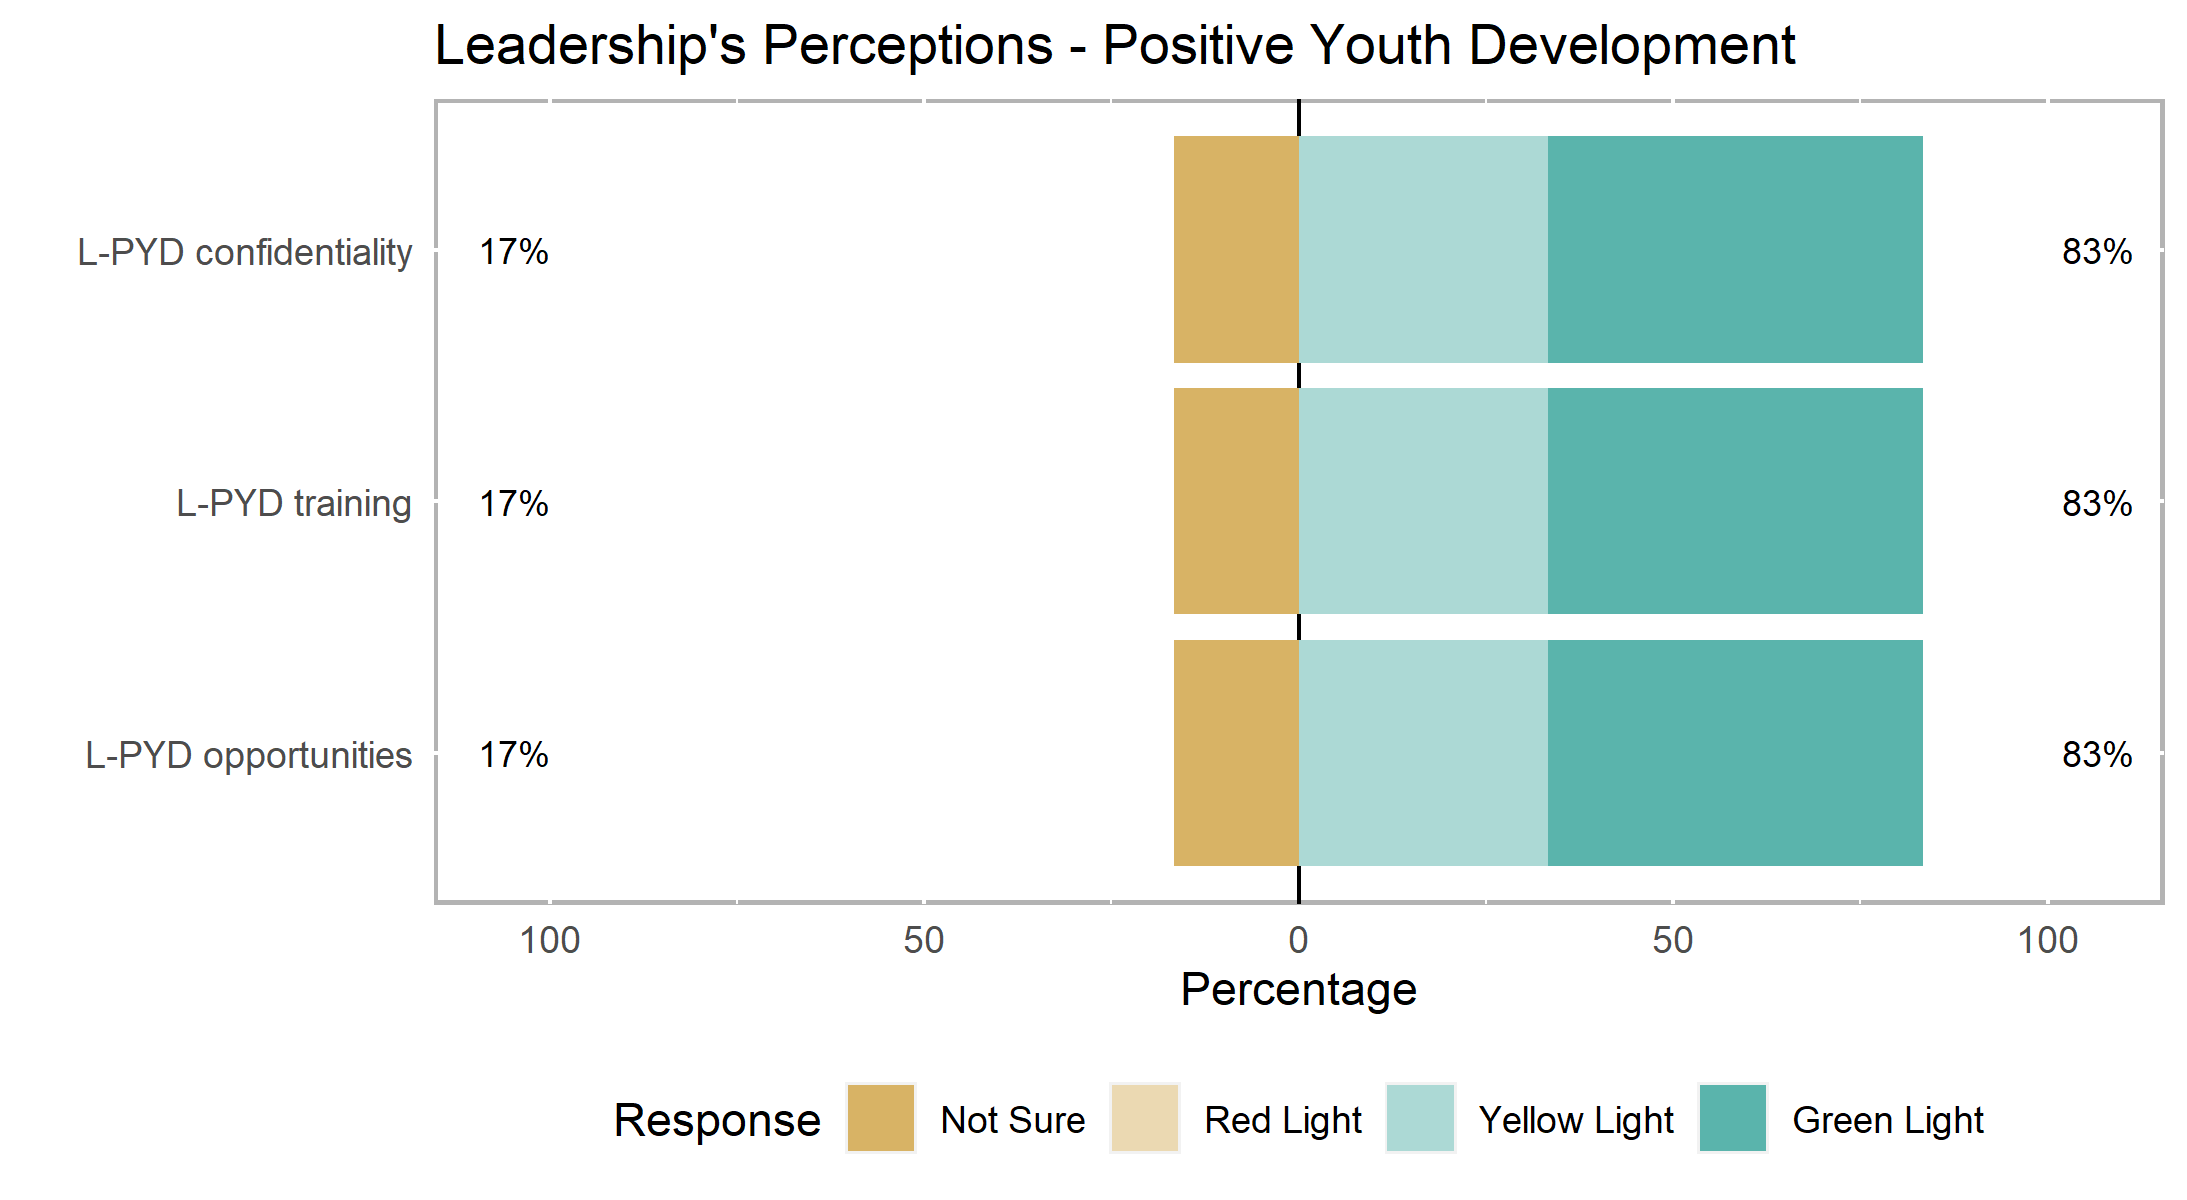 Leadership's Perceptions - Positive Youth Development
L-PYD confidentiality 17% 83%
L-PYD training 17% 83%
L-PYD opportunities 17% 83%
100 50 0 50 100
Percentage
Response Not Sure Red Light Yellow Light Green Light